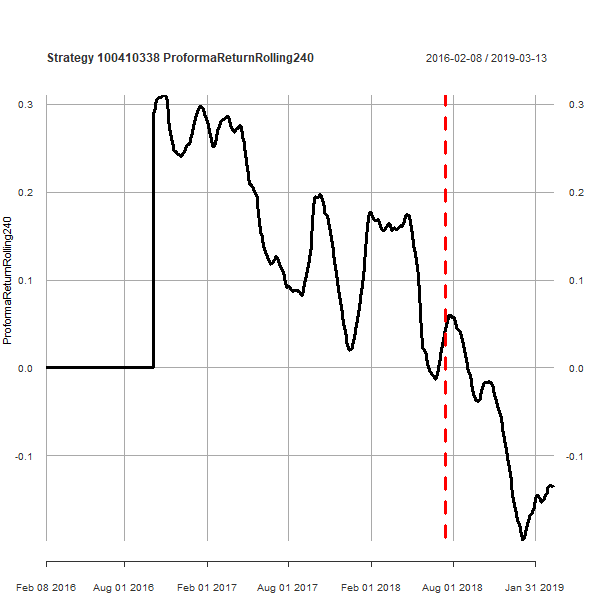 Strategy 100410338 ProformaReturnRolling240
2016-02-08 / 2019-03-13
ProformaReturnRolling240
0.3
0.3
0.2
0.2
0.1
0.1
0.0
0.0
-0.1
-0.1
Feb 08 2016
Aug 01 2016
Feb 01 2017
Aug 01 2017
Feb 01 2018
Aug 01 2018
Jan 31 2019